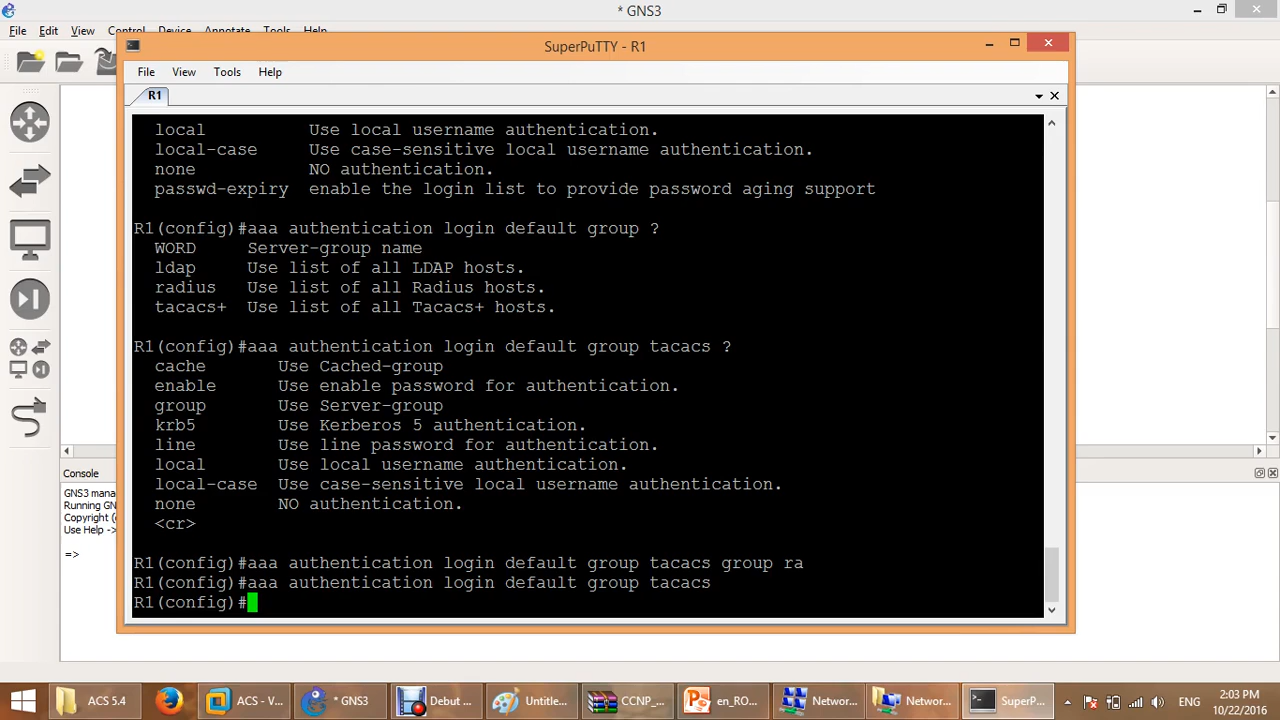 * GNS3
File Edit View Control Device Annotate Tools Help
SuperPuTTY - R1
File View Tools Help
R1
local Use local username authentication.
local-case Use case-sensitive local username authentication.
none NO authentication.
passwd-expiry enable the login list to provide password aging support
R1(config)#aaa authentication login default group ?
WORD Server-group name
ldap Use list of all LDAP hosts.
radius Use list of all Radius hosts.
tacacs+ Use list of all Tacacs+ hosts.
R1(config)#aaa authentication login default group tacacs ?
cache Use Cached-group
enable Use enable password for authentication.
group Use Server-group
krb5 Use Kerberos 5 authentication.
line Use line password for authentication.
local Use local username authentication.
local-case Use case-sensitive local username authentication.
none NO authentication.
<cr>
R1(config)#aaa authentication login default group tacacs group ra
R1(config)#aaa authentication login default group tacacs
R1(config)#
Console
GNS3 mana
Running GN
Copyright (
Use Help ->
=>
ACS 5.4
ACS - V...
* GNS3
Debut ...
Untitle...
CCNP_...
en_RO...
Network...
Network...
SuperP...
ENG
2:03 PM
10/22/2016